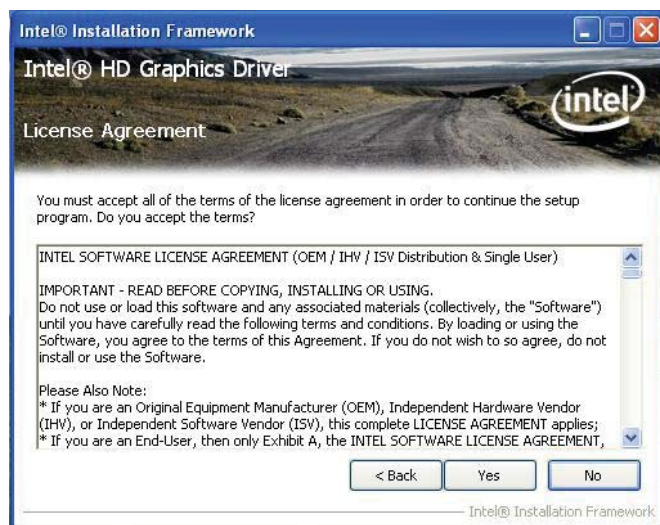 Intel® Installation Framework
Intel® HD Graphics Driver
intel
License Agreement
You must accept all of the terms of the license agreement in order to continue the setup
program. Do you accept the terms?
INTEL SOFTWARE LICENSE AGREEMENT (OEM / IHV / ISV Distribution & Single User)
IMPORTANT - READ BEFORE COPYING, INSTALLING OR USING.
Do not use or load this software and any associated materials (collectively, the "Software")
until you have carefully read the following terms and conditions. By loading or using the
Software, you agree to the terms of this Agreement. If you do not wish to so agree, do not
install or use the Software.
Please Also Note:
* If you are an Original Equipment Manufacturer (OEM), Independent Hardware Vendor
(IHV), or Independent Software Vendor (ISV), this complete LICENSE AGREEMENT applies;
* If you are an End-User, then only Exhibit A, the INTEL SOFTWARE LICENSE AGREEMENT,
< Back Yes No
Intel® Installation Framework